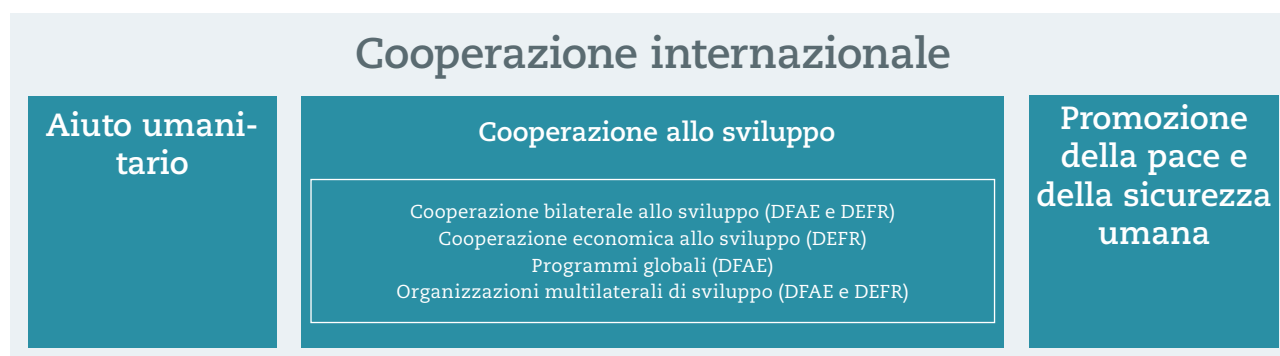 Cooperazione internazionale
Aiuto umani-
tario
Cooperazione allo sviluppo
Cooperazione bilaterale allo sviluppo (DFAE e DEFR)
Cooperazione economica allo sviluppo (DEFR)
Programmi globali (DFAE)
Organizzazioni multilaterali di sviluppo (DFAE e DEFR)
Promozione
della pace e
della sicurezza
umana